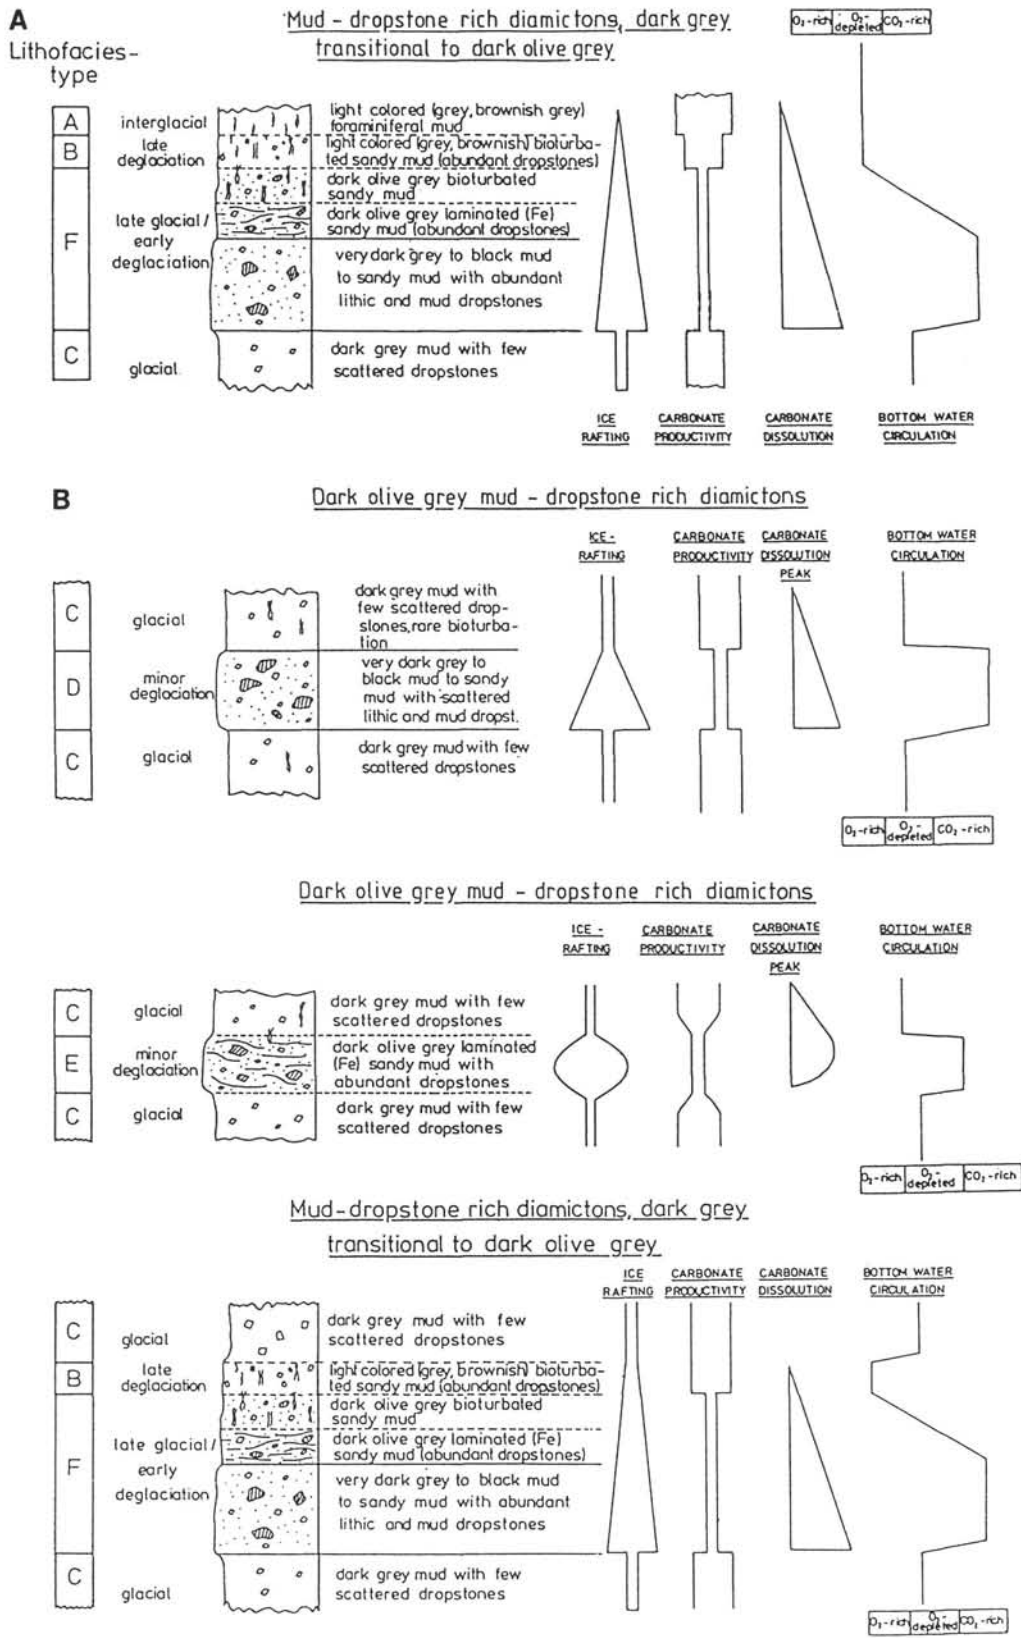 A
Mud - dropstone rich diamictons, dark grey
transitional to dark olive grey
O₂-rich
O₂-
depleted
CO₂-rich
Lithofacies-
type
A
interglacial
light colored (grey, brownish grey)
foraminiferal mud
B
late
deglaciation
light colored (grey, brownish) bioturba-
ted sandy mud (abundant dropstones)
dark olive grey bioturbated
sandy mud
F
late glacial /
early
deglaciation
dark olive grey laminated (Fe)
sandy mud (abundant dropstones)
very dark grey to black mud
to sandy mud with abundant
lithic and mud dropstones
C
glacial
dark grey mud with few
scattered dropstones
ICE
RAFTING
CARBONATE
PRODUCTIVITY
CARBONATE
DISSOLUTION
BOTTOM WATER
CIRCULATION
B
Dark olive grey mud - dropstone rich diamictons
ICE -
RAFTING
CARBONATE
PRODUCTIVITY
CARBONATE
DISSOLUTION
PEAK
BOTTOM WATER
CIRCULATION
C
glacial
dark grey mud with
few scattered drop-
stones, rare bioturba-
tion
D
minor
deglaciation
very dark grey to
black mud to sandy
mud with scattered
lithic and mud dropst.
C
glacial
dark grey mud with few
scattered dropstones
O₂-rich
O₂-
depleted
CO₂-rich
Dark olive grey mud - dropstone rich diamictons
ICE -
RAFTING
CARBONATE
PRODUCTIVITY
CARBONATE
DISSOLUTION
PEAK
BOTTOM WATER
CIRCULATION
C
glacial
dark grey mud with few
scattered dropstones
E
minor
deglaciation
dark olive grey laminated
(Fe) sandy mud with
abundant dropstones
C
glacial
dark grey mud with few
scattered dropstones
O₂-rich
O₂-
depleted
CO₂-rich
Mud-dropstone rich diamictons, dark grey
transitional to dark olive grey
ICE
RAFTING
CARBONATE
PRODUCTIVITY
CARBONATE
DISSOLUTION
BOTTOM WATER
CIRCULATION
C
glacial
dark grey mud with few
scattered dropstones
B
late
deglaciation
light colored (grey, brownish) bioturba-
ted sandy mud (abundant dropstones)
dark olive grey bioturbated
sandy mud
F
late glacial /
early
deglaciation
dark olive grey laminated (Fe)
sandy mud (abundant dropstones)
very dark grey to black mud
to sandy mud with abundant
lithic and mud dropstones
C
glacial
dark grey mud with few
scattered dropstones
O₂-rich
O₂-
depleted
CO₂-rich